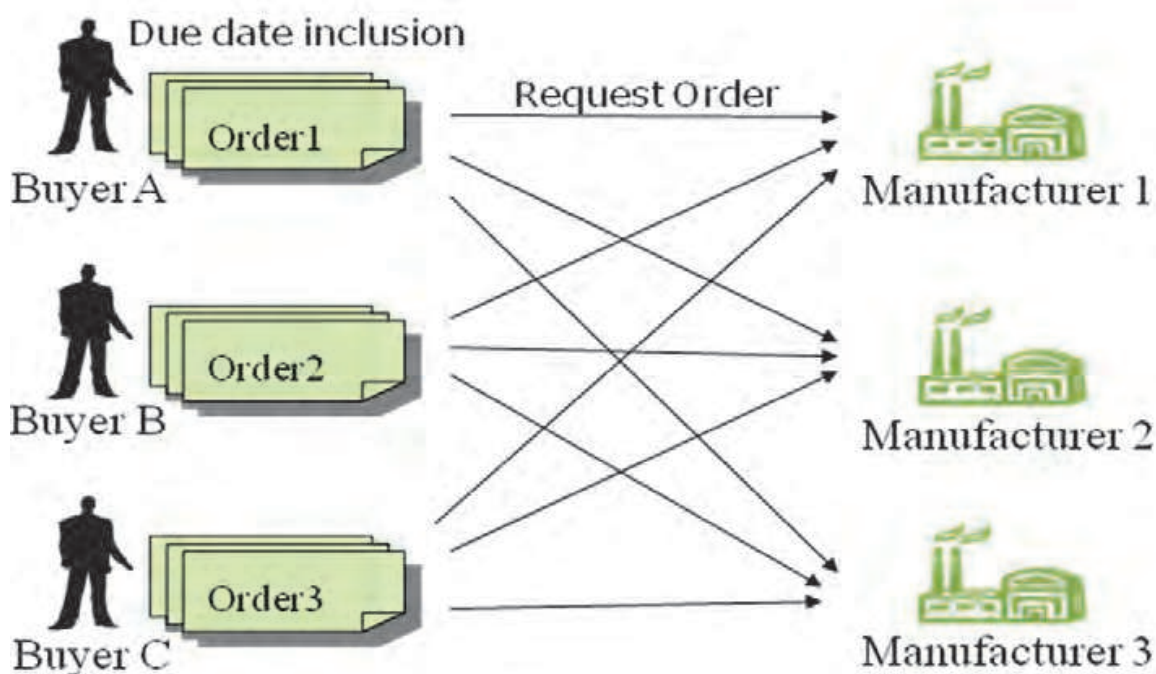 Due date inclusion
Order1
Request Order
Buyer A
Manufacturer 1
Order2
Buyer B
Manufacturer 2
Order3
Buyer C
Manufacturer 3